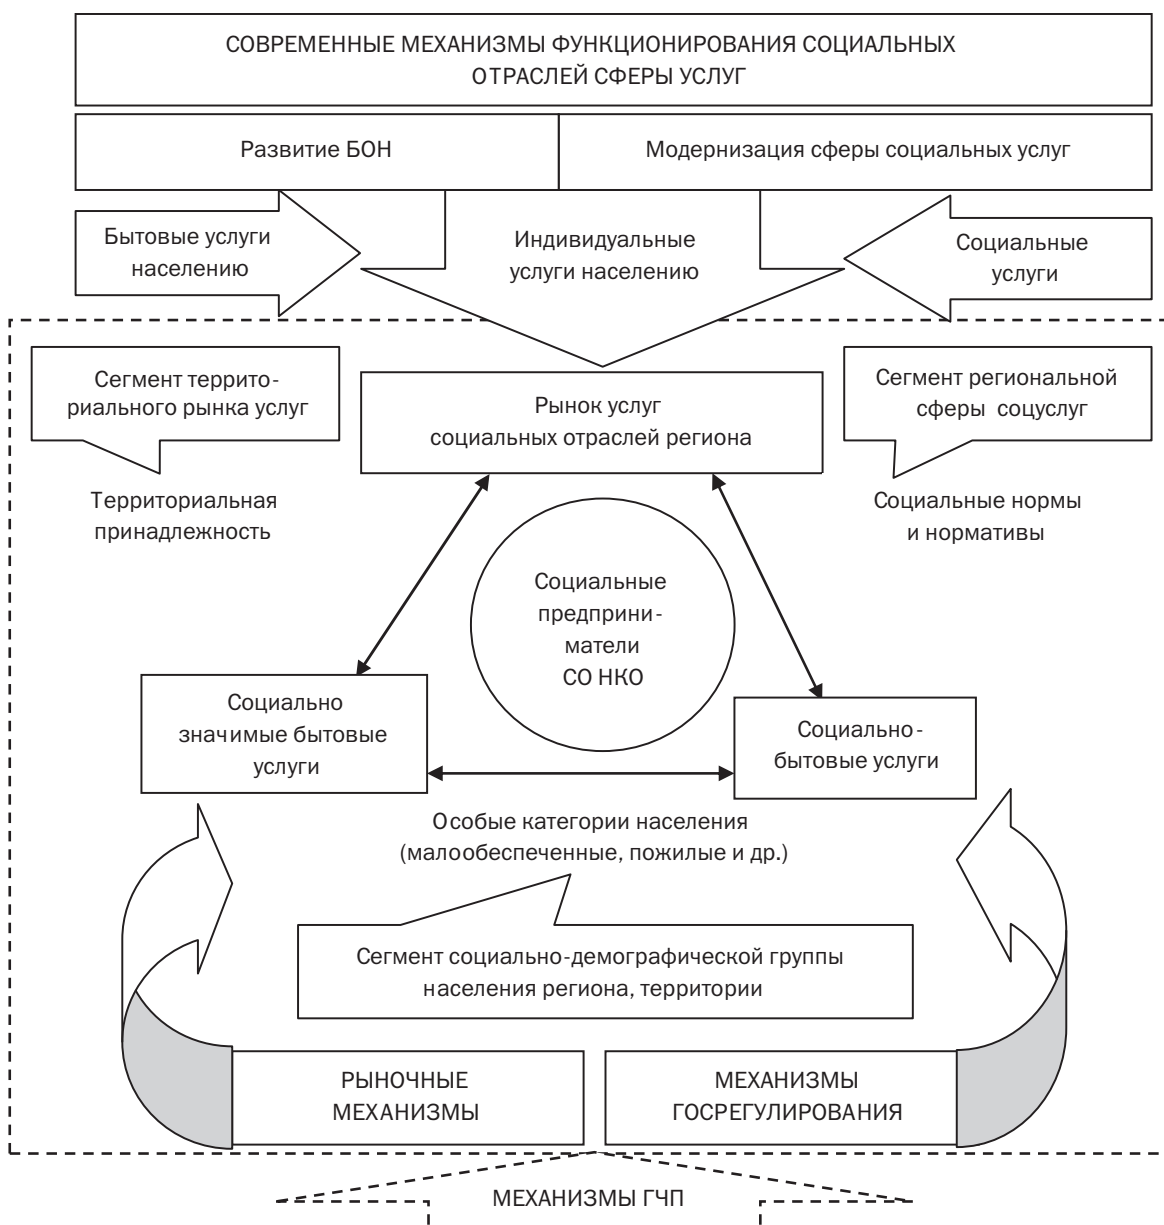 СОВРЕМЕННЫЕ МЕХАНИЗМЫ ФУНКЦИОНИРОВАНИЯ СОЦИАЛЬНЫХ
ОТРАСЛЕЙ СФЕРЫ УСЛУГ
Развитие БОН
Модернизация сферы социальных услуг
Бытовые услуги
населению
Индивидуальные
услуги населению
Социальные
услуги
Сегмент террито-
риального рынка услуг
Рынок услуг
социальных отраслей региона
Сегмент региональной
сферы соцуслуг
Территориальная
принадлежность
Социальные нормы
и нормативы
Социальные
предприни-
матели
СО НКО
Социально
значимые бытовые
услуги
Социально-
бытовые услуги
Особые категории населения
(малообеспеченные, пожилые и др.)
Сегмент социально-демографической группы
населения региона, территории
РЫНОЧНЫЕ
МЕХАНИЗМЫ
МЕХАНИЗМЫ
ГОСРЕГУЛИРОВАНИЯ
МЕХАНИЗМЫ ГЧП